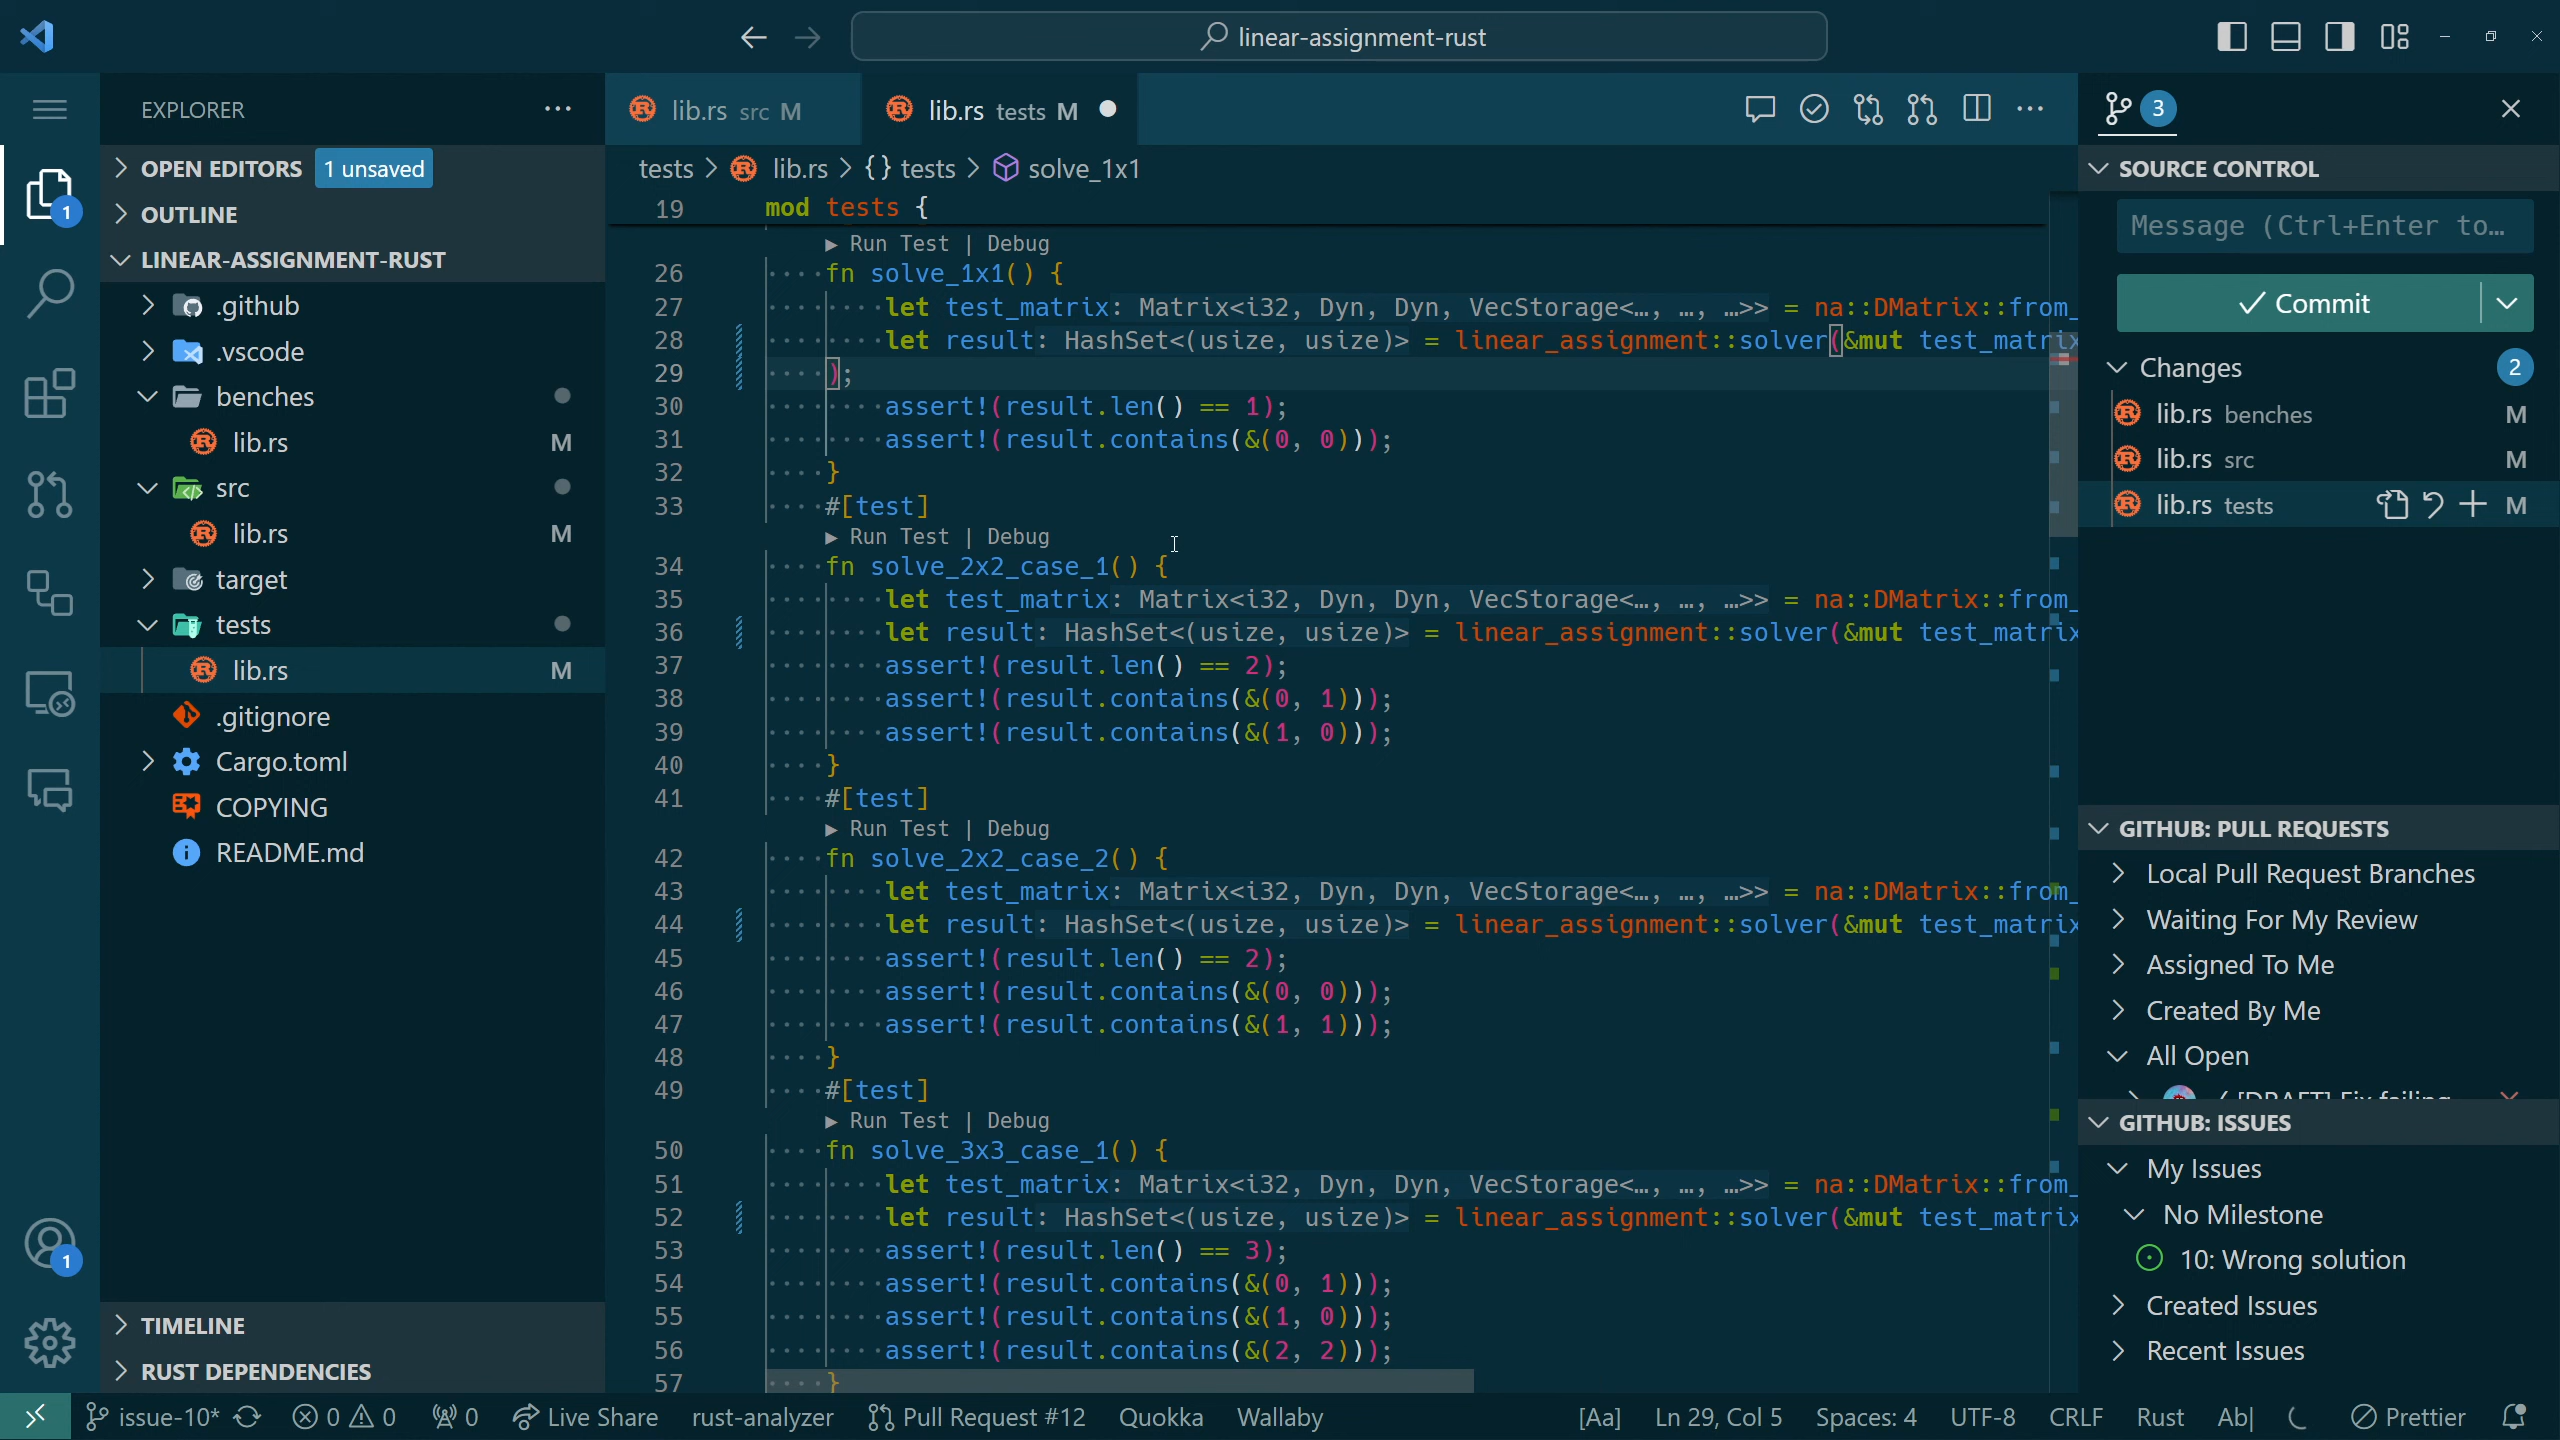 linear-assignment-rust
EXPLORER
OPEN EDITORS 1 unsaved
OUTLINE
LINEAR-ASSIGNMENT-RUST
.github
.vscode
benches
lib.rs M
src
lib.rs M
target
tests
lib.rs M
.gitignore
Cargo.toml
COPYING
README.md
TIMELINE
RUST DEPENDENCIES
1
1
lib.rs src M
lib.rs tests M
tests > lib.rs > {} tests > solve_1x1
19 mod tests {
▶ Run Test | Debug
26 fn solve_1x1() {
27 let test_matrix: Matrix<i32, Dyn, Dyn, VecStorage<…, …, …>> = na::DMatrix::from_
28 let result: HashSet<(usize, usize)> = linear_assignment::solver(&mut test_matrix
29 );
30 assert!(result.len() == 1);
31 assert!(result.contains(&(0, 0)));
32 }
33 #[test]
▶ Run Test | Debug
34 fn solve_2x2_case_1() {
35 let test_matrix: Matrix<i32, Dyn, Dyn, VecStorage<…, …, …>> = na::DMatrix::from_
36 let result: HashSet<(usize, usize)> = linear_assignment::solver(&mut test_matrix
37 assert!(result.len() == 2);
38 assert!(result.contains(&(0, 1)));
39 assert!(result.contains(&(1, 0)));
40 }
41 #[test]
▶ Run Test | Debug
42 fn solve_2x2_case_2() {
43 let test_matrix: Matrix<i32, Dyn, Dyn, VecStorage<…, …, …>> = na::DMatrix::from_
44 let result: HashSet<(usize, usize)> = linear_assignment::solver(&mut test_matrix
45 assert!(result.len() == 2);
46 assert!(result.contains(&(0, 0)));
47 assert!(result.contains(&(1, 1)));
48 }
49 #[test]
▶ Run Test | Debug
50 fn solve_3x3_case_1() {
51 let test_matrix: Matrix<i32, Dyn, Dyn, VecStorage<…, …, …>> = na::DMatrix::from_
52 let result: HashSet<(usize, usize)> = linear_assignment::solver(&mut test_matrix
53 assert!(result.len() == 3);
54 assert!(result.contains(&(0, 1)));
55 assert!(result.contains(&(1, 0)));
56 assert!(result.contains(&(2, 2)));
57 }
3
SOURCE CONTROL
Message (Ctrl+Enter to…
Commit
Changes 2
lib.rs benches M
lib.rs src M
lib.rs tests M
GITHUB: PULL REQUESTS
Local Pull Request Branches
Waiting For My Review
Assigned To Me
Created By Me
All Open
GITHUB: ISSUES
My Issues
No Milestone
10: Wrong solution
Created Issues
Recent Issues
issue-10* 0 0 0 Live Share rust-analyzer Pull Request #12 Quokka Wallaby [Aa] Ln 29, Col 5 Spaces: 4 UTF-8 CRLF Rust Ab| Prettier